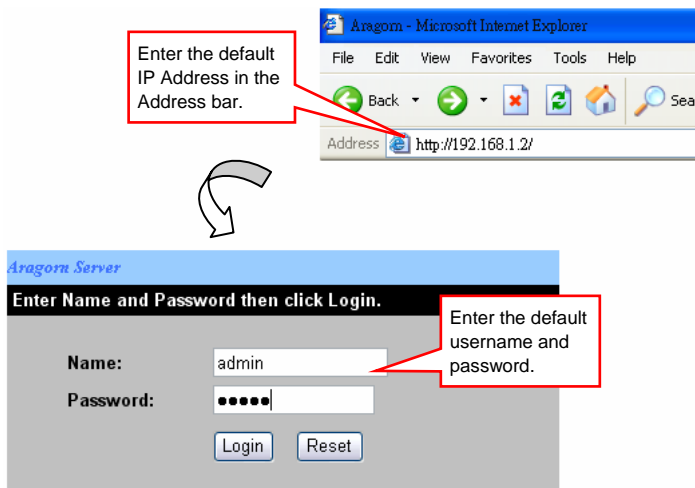 Aragorn - Microsoft Internet Explorer
File Edit View Favorites Tools Help
Enter the default
IP Address in the
Address bar.
Back Sea
Address http://192.168.1.2/
Aragorn Server
Enter Name and Password then click Login.
Enter the default
username and
password.
Name: admin
Password: ●●●●●
Login Reset